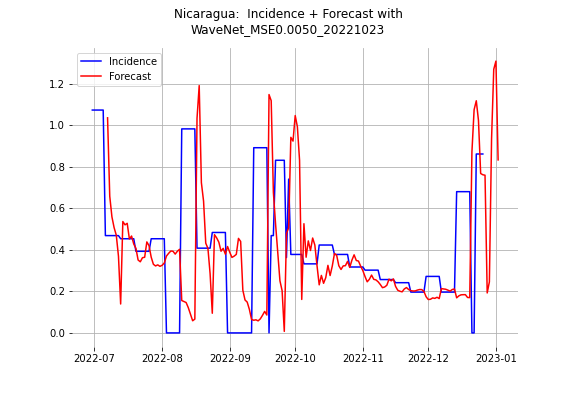 Nicaragua:  Incidence + Forecast with
WaveNet_MSE0.0050_20221023
Incidence
Forecast
1.2
1.0
0.8
0.6
0.4
0.2
0.0
2022-07 2022-08 2022-09 2022-10 2022-11 2022-12 2023-01